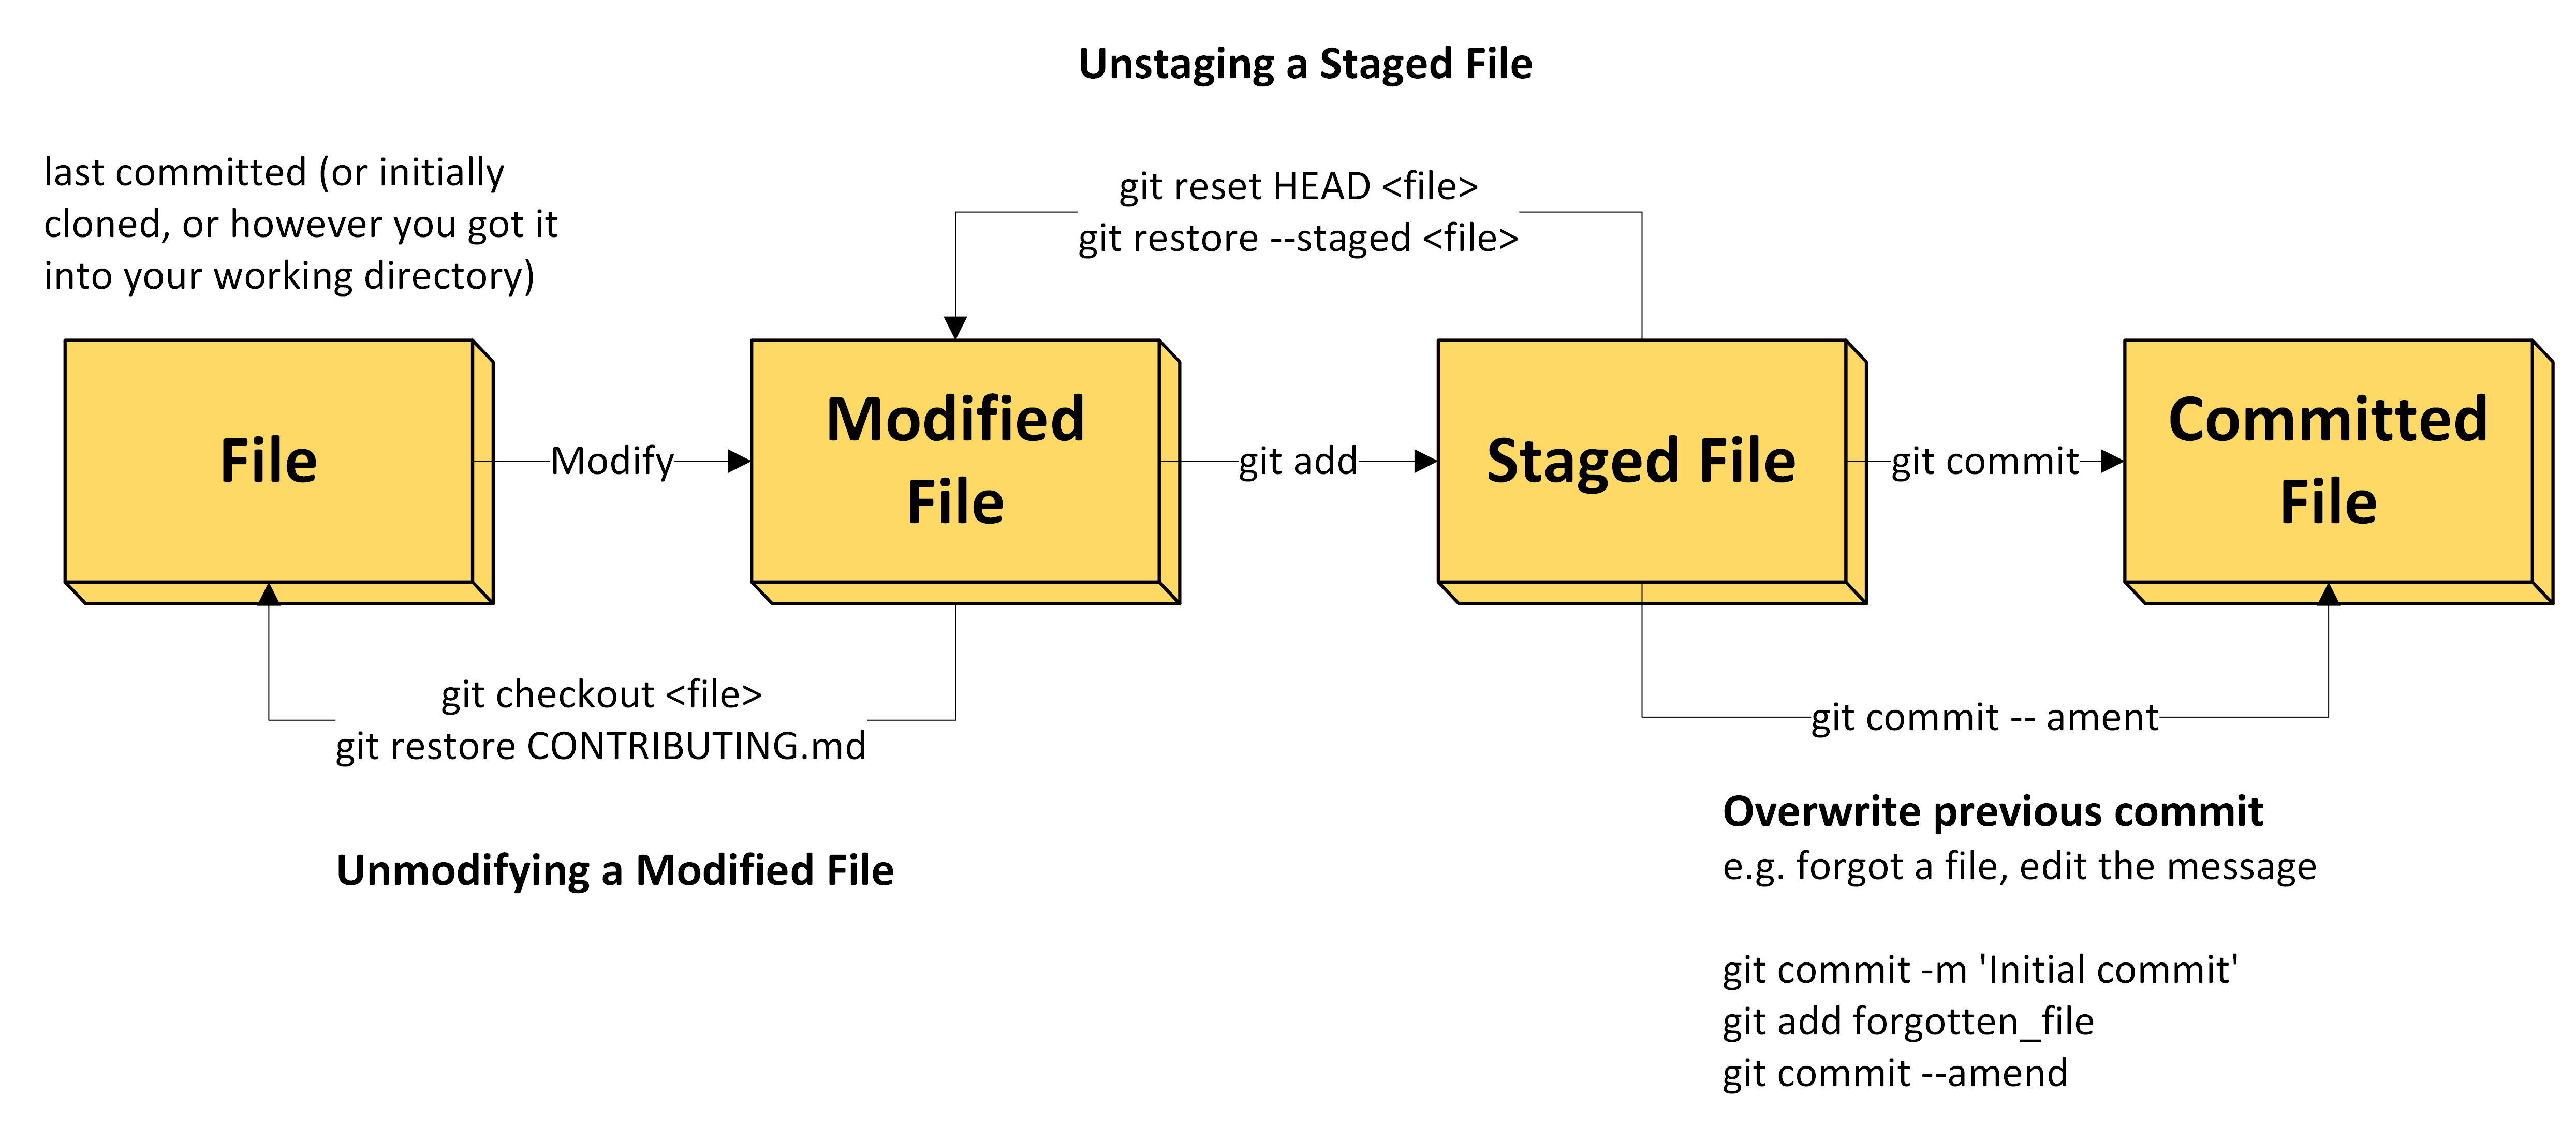 Unstaging a Staged File
last committed (or initially
cloned, or however you got it
into your working directory)
git reset HEAD <file>
git restore --staged <file>
File
Modify
Modified
File
git add
Staged File
git commit
Committed
File
git checkout <file>
git restore CONTRIBUTING.md
Unmodifying a Modified File
git commit -- ament
Overwrite previous commit
e.g. forgot a file, edit the message
git commit -m 'Initial commit'
git add forgotten_file
git commit --amend